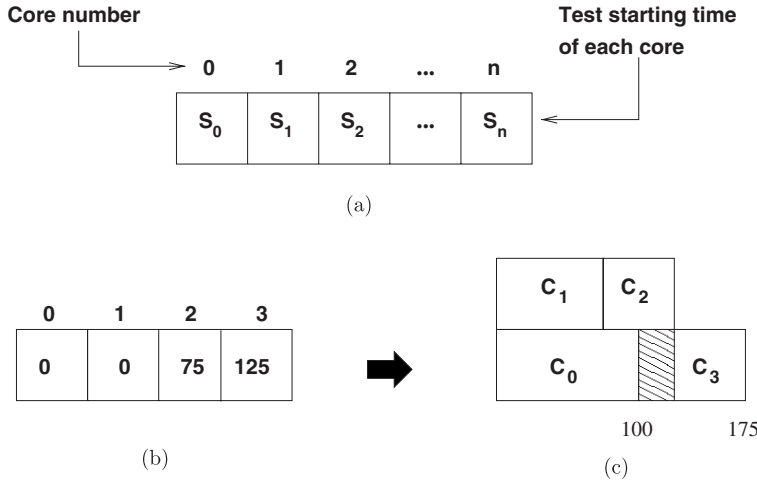 Core number
Test starting time
of each core
0 1 2 ... n
S0 S1 S2 ... Sn
(a)
0 1 2 3
0 0 75 125
(b)
C1 C2
C0 C3
100 175
(c)